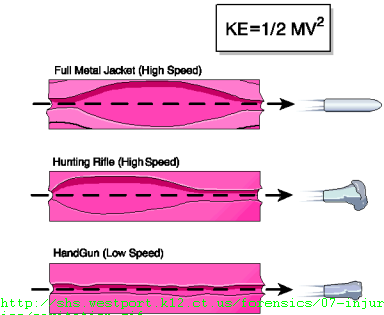 KE=1/2 MV²
Full Metal Jacket (High Speed)
Hunting Rifle (High Speed)
HandGun (Low Speed)